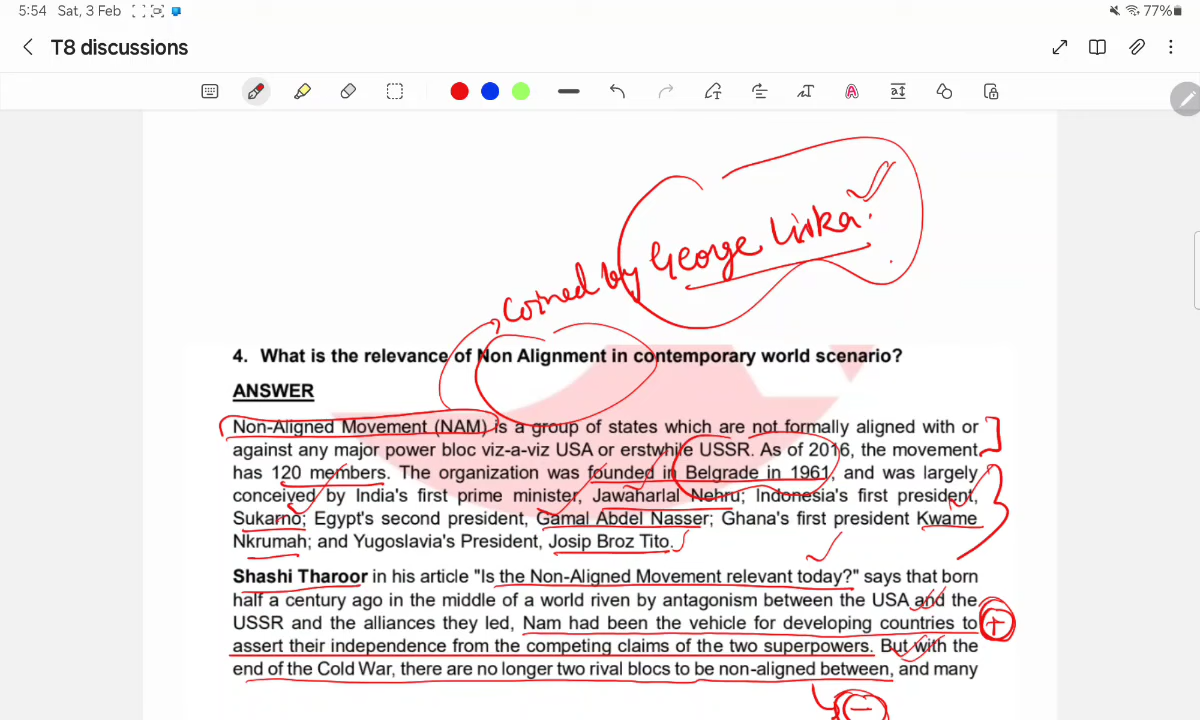 5:54 Sat, 3 Feb 77%
T8 discussions
coined by George Liska.
4. What is the relevance of Non Alignment in contemporary world scenario?
ANSWER
Non-Aligned Movement (NAM) is a group of states which are not formally aligned with or
against any major power bloc viz-a-viz USA or erstwhile USSR. As of 2016, the movement
has 120 members. The organization was founded in Belgrade in 1961, and was largely
conceived by India's first prime minister, Jawaharlal Nehru; Indonesia's first president,
Sukarno; Egypt's second president, Gamal Abdel Nasser; Ghana's first president Kwame
Nkrumah; and Yugoslavia's President, Josip Broz Tito.
Shashi Tharoor in his article "Is the Non-Aligned Movement relevant today?" says that born
half a century ago in the middle of a world riven by antagonism between the USA and the
USSR and the alliances they led, Nam had been the vehicle for developing countries to
assert their independence from the competing claims of the two superpowers. But with the
end of the Cold War, there are no longer two rival blocs to be non-aligned between, and many